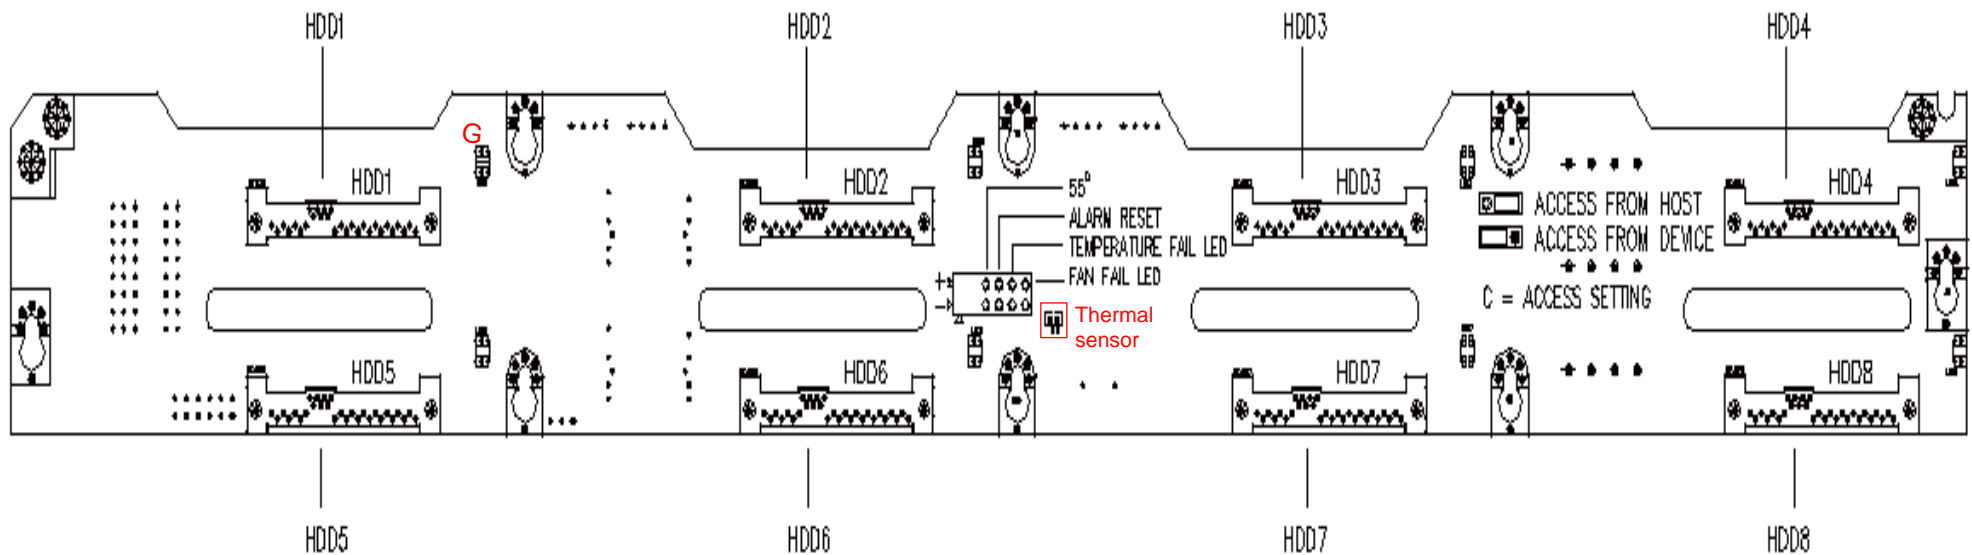 HDD1
HDD2
HDD3
HDD4
G
HDD1
HDD2
HDD3
HDD4
55°
ALARM RESET
TEMPERATURE FAIL LED
FAN FAIL LED
ACCESS FROM HOST
ACCESS FROM DEVICE
C = ACCESS SETTING
+
−
Thermal
sensor
HDD5
HDD6
HDD7
HDD8
HDD5
HDD6
HDD7
HDD8